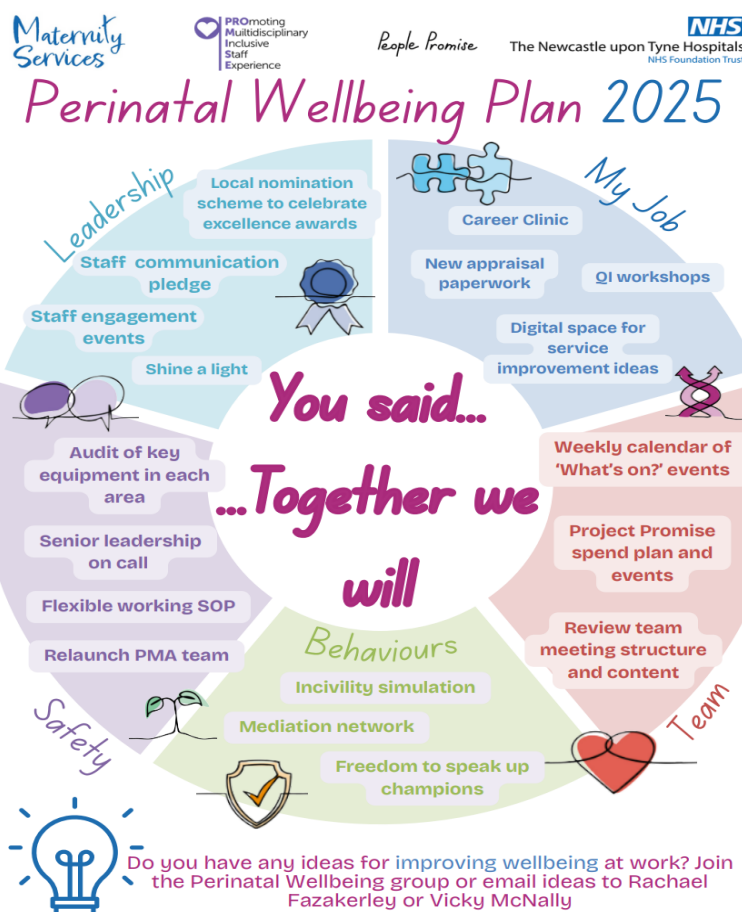 Maternity
Services
PROmoting
Muiltidisciplinary
Inclusive
Staff
Experience
People Promise
NHS
The Newcastle upon Tyne Hospitals
NHS Foundation Trust
Perinatal Wellbeing Plan 2025
Leadership
Local nomination
scheme to celebrate
excellence awards
Staff communication
pledge
Staff engagement
events
Shine a light
My Job
Career Clinic
New appraisal
paperwork
QI workshops
Digital space for
service
improvement ideas
You said...
...Together we
will
Weekly calendar of
‘What's on?’ events
Project Promise
spend plan and
events
Review team
meeting structure
and content
Team
Audit of key
equipment in each
area
Senior leadership
on call
Flexible working SOP
Relaunch PMA team
Safety
Behaviours
Incivility simulation
Mediation network
Freedom to speak up
champions
Do you have any ideas for improving wellbeing at work? Join
the Perinatal Wellbeing group or email ideas to Rachael
Fazakerley or Vicky McNally